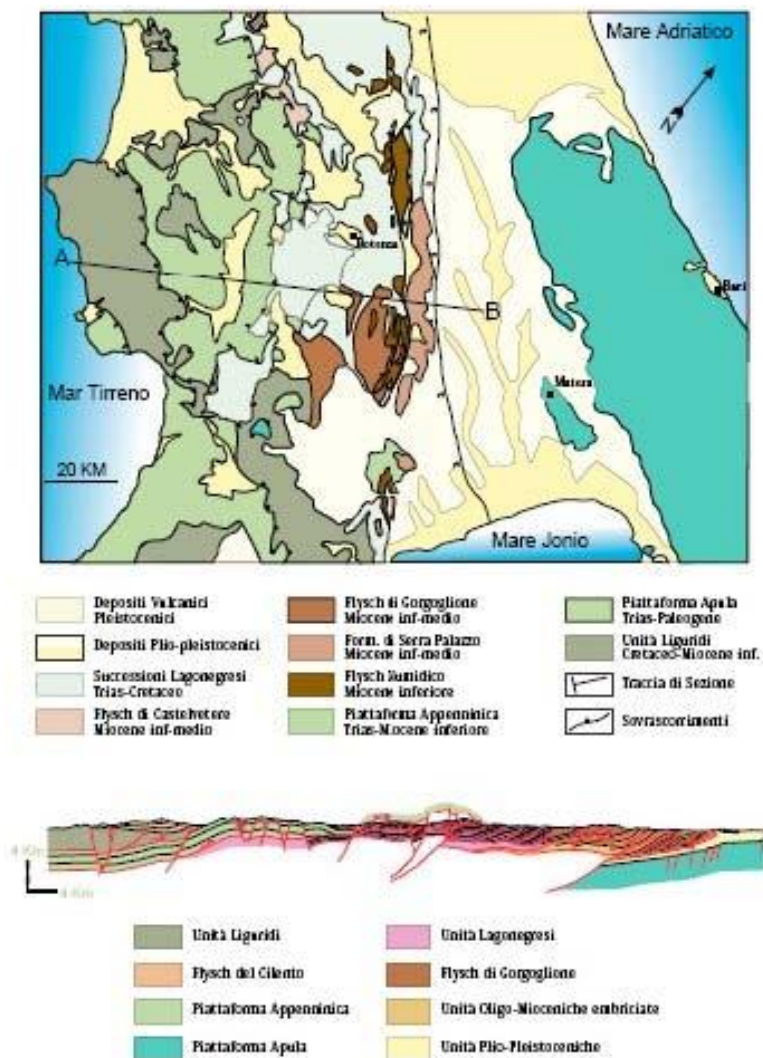 Mare Adriatico
N
Potenza
A
B
Bari
Matera
Mar Tirreno
20 KM
Mare Jonio
Depositi Vulcanici
Pleistocenici
Depositi Plio-pleistocenici
Successioni Lagonegresi
Trias-Cretaceo
Flysch di Castelvetere
Miocene inf-medio
Flysch di Gorgoglione
Miocene inf-medio
Form. di Serra Palazzo
Miocene inf-medio
Flysch Numidico
Miocene inferiore
Piattaforma Appenninica
Trias-Miocene inferiore
Piattaforma Apula
Trias-Paleogene
Unità Liguridi
Cretaceo-Miocene inf.
Traccia di Sezione
Sovrascorrimenti
4 Km
4 Km
Unità Liguridi
Flysch del Cilento
Piattaforma Appenninica
Piattaforma Apula
Unità Lagonegresi
Flysch di Gorgoglione
Unità Oligo-Mioceniche embriciate
Unità Plio-Pleistoceniche